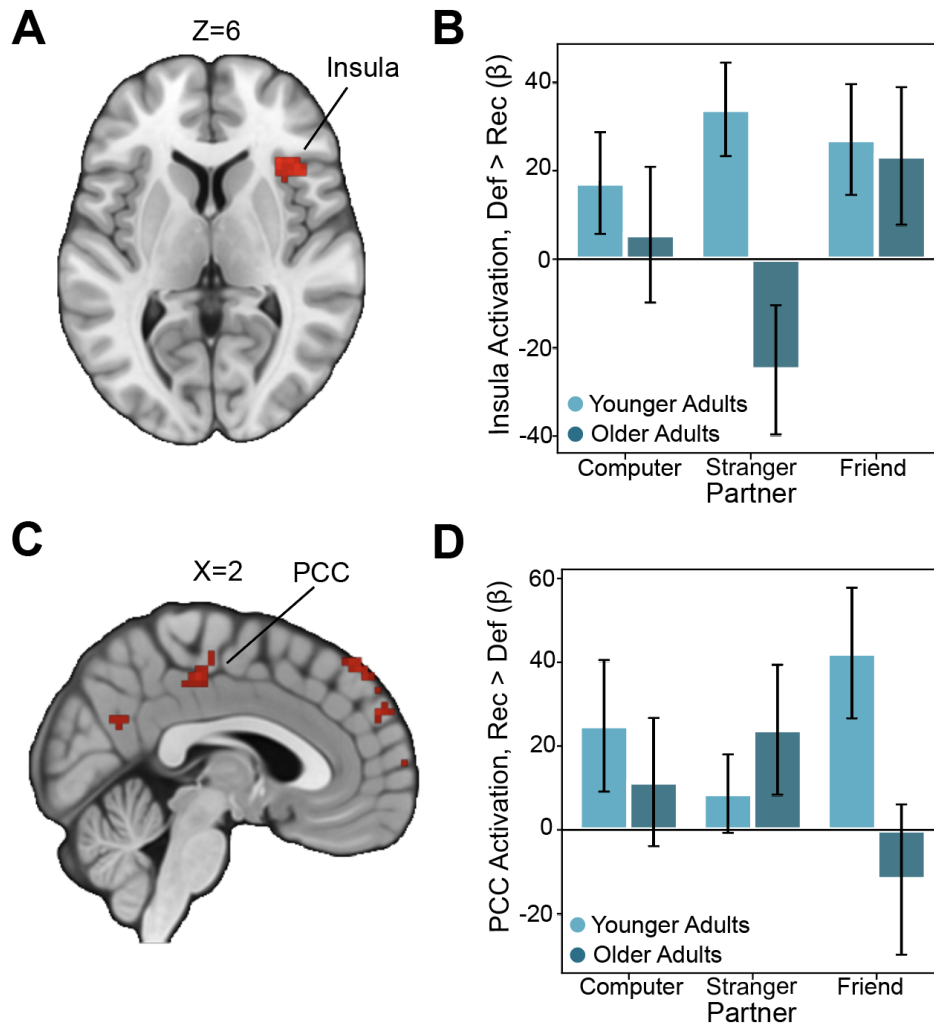 A
Z=6
Insula
B
Insula Activation, Def > Rec (β)
40
20
0
-20
-40
Younger Adults
Older Adults
Computer
Stranger
Friend
Partner
C
X=2
PCC
D
PCC Activation, Rec > Def (β)
60
40
20
0
-20
Younger Adults
Older Adults
Computer
Stranger
Friend
Partner